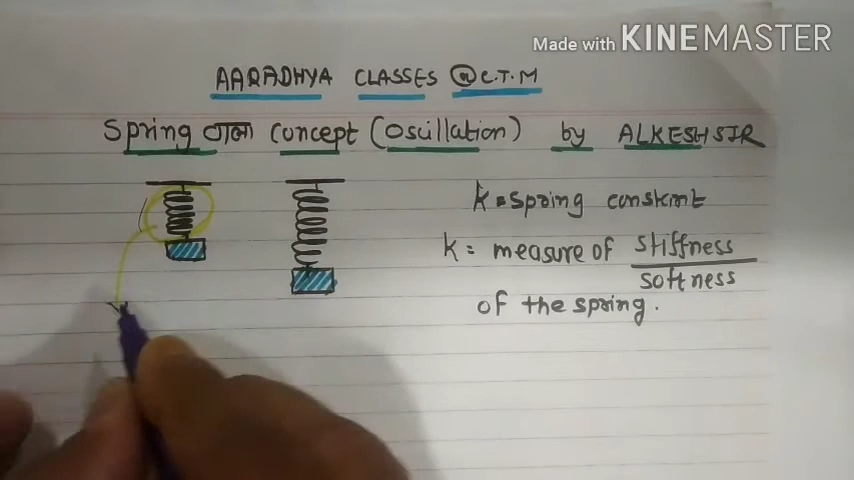 Made with KINEMASTER
AARADHYA CLASSES @C.T.M
Spring वाला Concept (Oscillation) by ALKESH SIR
k = Spring constant
k = measure of stiffness
softness
of the spring.